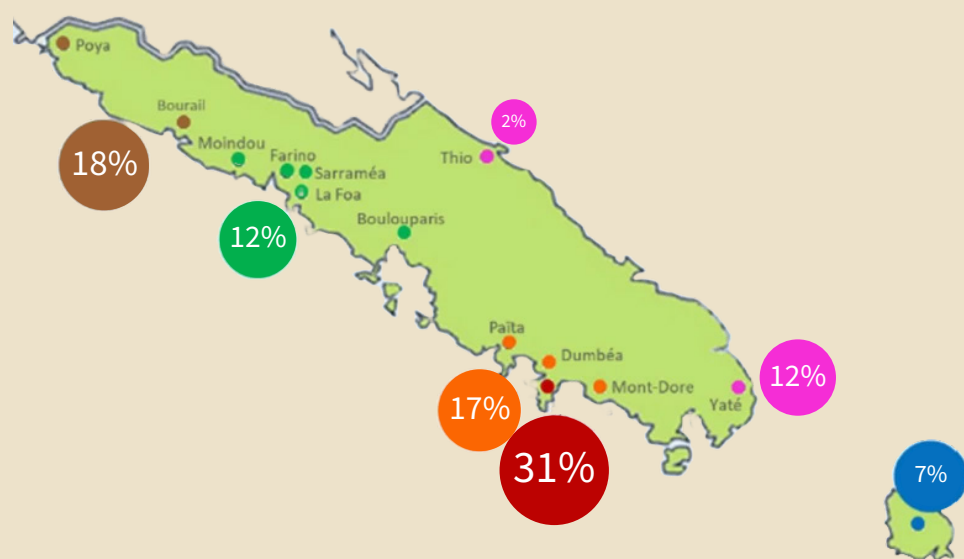 Poya
Bourail
2%
Moindou
Farino
Thio
18%
Sarraméa
La Foa
Boulouparis
12%
Païta
Dumbéa
Mont-Dore
12%
Yaté
17%
31%
7%